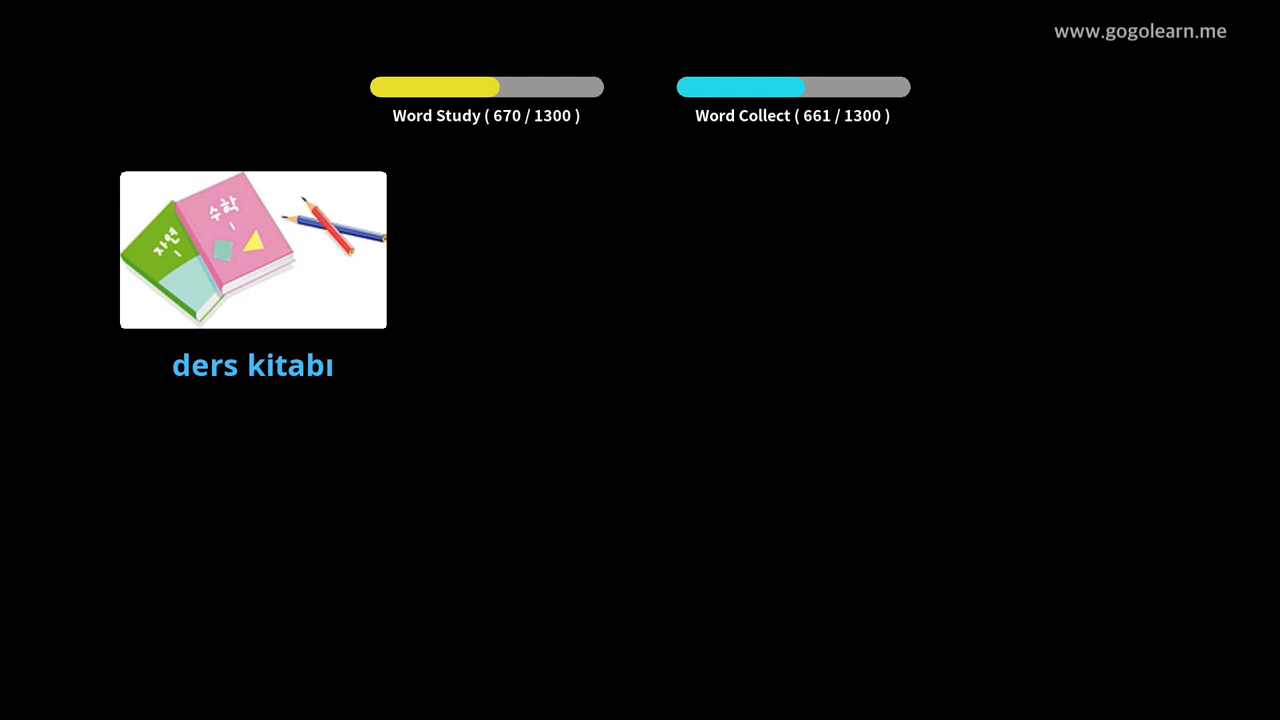 www.gogolearn.me
Word Study ( 670 / 1300 )
Word Collect ( 661 / 1300 )
수학
자연
ders kitabı